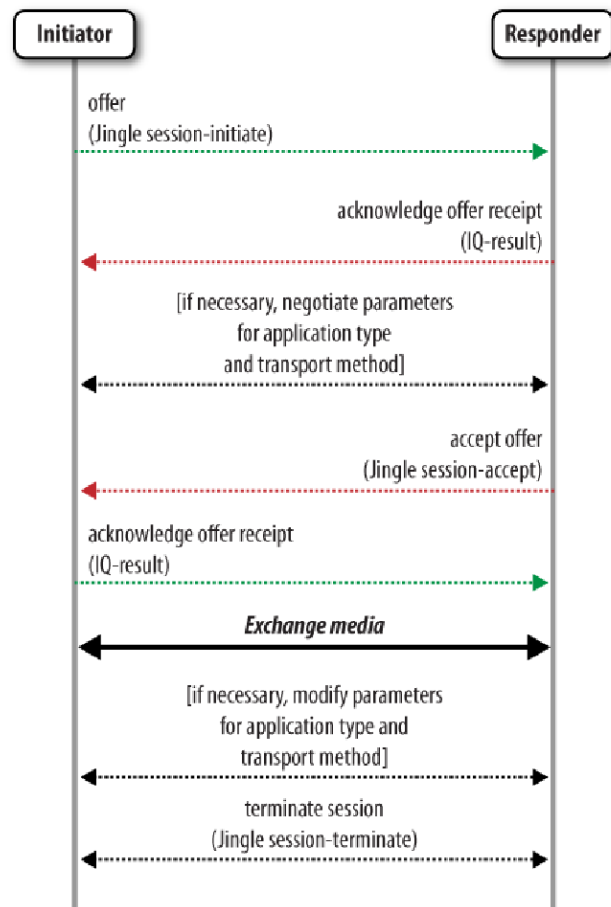 Initiator
Responder
offer
(Jingle session-initiate)
acknowledge offer receipt
(IQ-result)
[if necessary, negotiate parameters
for application type
and transport method]
accept offer
(Jingle session-accept)
acknowledge offer receipt
(IQ-result)
Exchange media
[if necessary, modify parameters
for application type and
transport method]
terminate session
(Jingle session-terminate)